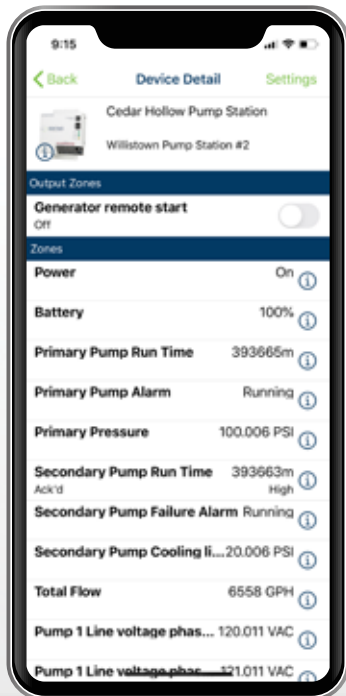 9:15
Back Device Detail Settings
Cedar Hollow Pump Station
Willistown Pump Station #2
Output Zones
Generator remote start
Off
Zones
Power On
Battery 100%
Primary Pump Run Time 393665m
Primary Pump Alarm Running
Primary Pressure 100.006 PSI
Secondary Pump Run Time 393663m
Ack'd High
Secondary Pump Failure Alarm Running
Secondary Pump Cooling li...20.006 PSI
Total Flow 6558 GPH
Pump 1 Line voltage phas... 120.011 VAC
Pump 1 Line voltage phas... 121.011 VAC